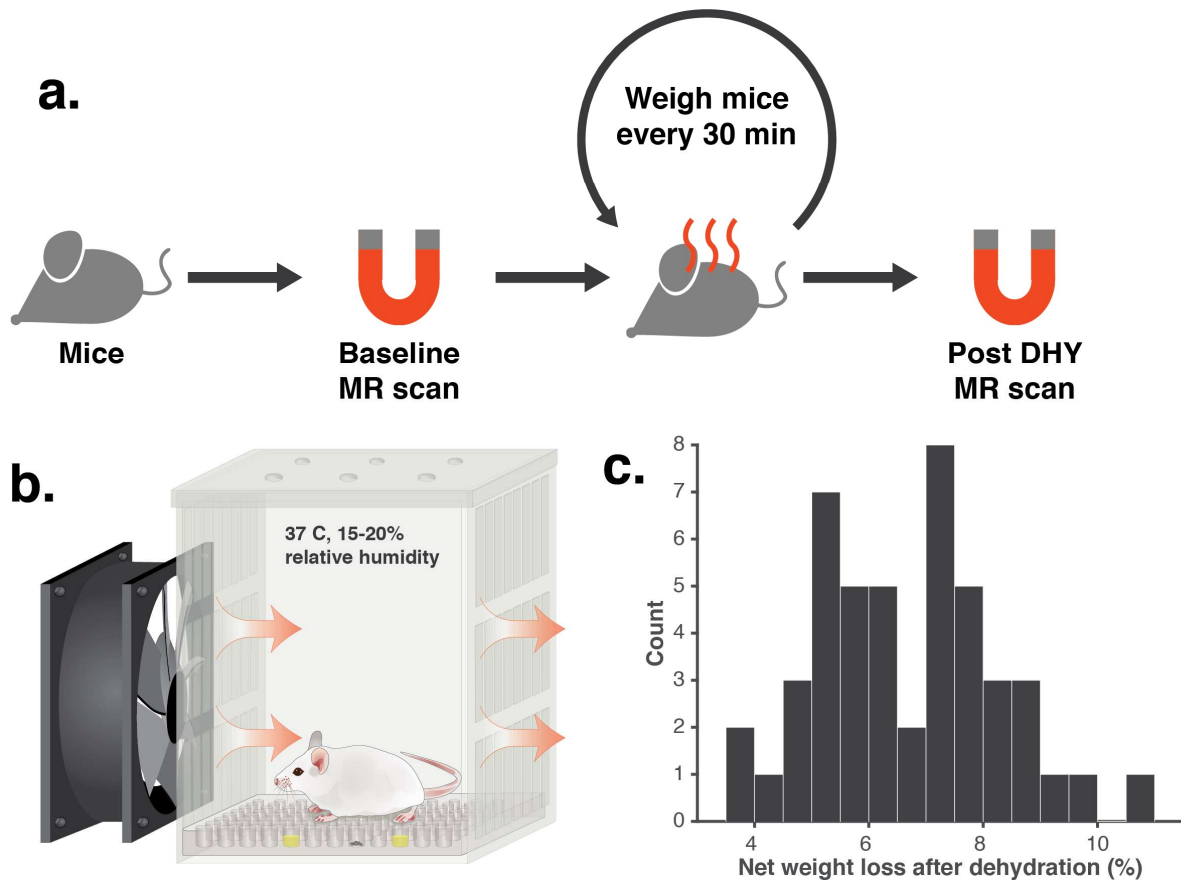 a.
Weigh mice
every 30 min
Mice
Baseline
MR scan
Post DHY
MR scan
b.
37 C, 15-20%
relative humidity
c.
8
7
6
5
4
3
2
1
0
Count
4 6 8 10
Net weight loss after dehydration (%)